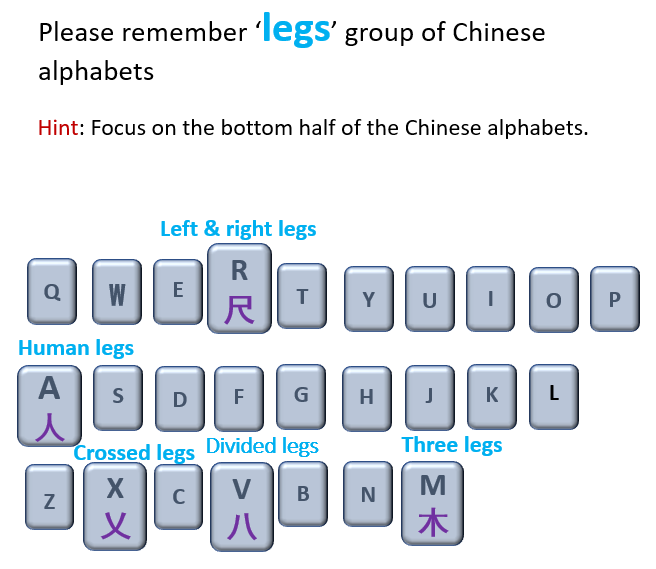 Please remember ‘legs’ group of Chinese
alphabets
Hint: Focus on the bottom half of the Chinese alphabets.
Left & right legs
Q W E R T Y U I O P
尺
Human legs
A S D F G H J K L
人
Crossed legs Divided legs Three legs
Z X C V B N M
乂 八 木